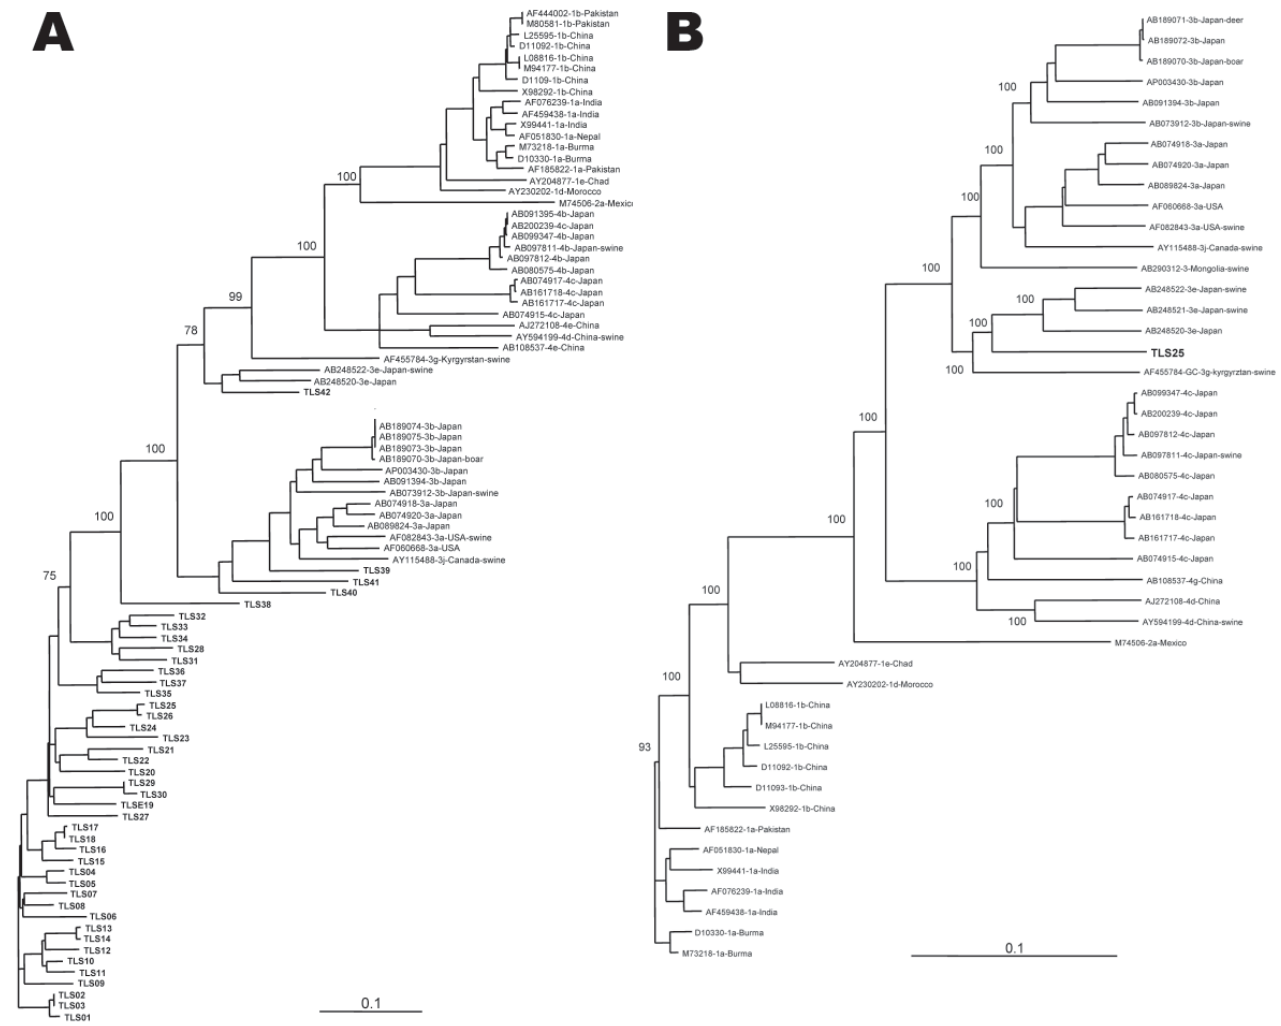 A
AF444002-1b-Pakistan
M80581-1b-Pakistan
L25595-1b-China
D11092-1b-China
L08816-1b-China
M94177-1b-China
D1109-1b-China
X98292-1b-China
AF076239-1a-India
AF459438-1a-India
X99441-1a-India
AF051830-1a-Nepal
M73218-1a-Burma
D10330-1a-Burma
AF185822-1a-Pakistan
AY204877-1e-Chad
100
AY230202-1d-Morocco
M74506-2a-Mexic
AB091395-4b-Japan
AB200239-4c-Japan
AB099347-4b-Japan
100
AB097811-4b-Japan-swine
AB097812-4b-Japan
AB080575-4b-Japan
AB074917-4c-Japan
AB161718-4c-Japan
99
AB161717-4c-Japan
AB074915-4c-Japan
AJ272108-4e-China
78
AY594199-4d-China-swine
AB108537-4e-China
AF455784-3g-Kyrgyrstan-swine
AB248522-3e-Japan-swine
AB248520-3e-Japan
TLS42
AB189074-3b-Japan
AB189075-3b-Japan
AB189073-3b-Japan
100
AB189070-3b-Japan-boar
AP003430-3b-Japan
AB091394-3b-Japan
AB073912-3b-Japan-swine
AB074918-3a-Japan
AB074920-3a-Japan
100
AB089824-3a-Japan
AF082843-3a-USA-swine
AF060668-3a-USA
AY115488-3j-Canada-swine
TLS39
75
TLS41
TLS40
TLS38
TLS32
TLS33
TLS34
TLS28
TLS31
TLS36
TLS37
TLS35
TLS25
TLS26
TLS24
TLS23
TLS21
TLS22
TLS20
TLS29
TLS30
TLSE19
TLS27
TLS17
TLS18
TLS16
TLS15
TLS04
TLS05
TLS07
TLS08
TLS06
TLS13
TLS14
TLS12
TLS10
TLS11
TLS09
TLS02
TLS03
TLS01
0.1
B
AB189071-3b-Japan-deer
AB189072-3b-Japan
AB189070-3b-Japan-boar
AP003430-3b-Japan
100
AB091394-3b-Japan
AB073912-3b-Japan-swine
AB074918-3a-Japan
100
AB074920-3a-Japan
AB089824-3a-Japan
100
AF060668-3a-USA
AF082843-3a-USA-swine
AY115488-3j-Canada-swine
100
AB290312-3-Mongolia-swine
AB248522-3e-Japan-swine
100
AB248521-3e-Japan-swine
100
AB248520-3e-Japan
TLS25
100
AF455784-GC-3g-kyrgyrztan-swine
AB099347-4c-Japan
AB200239-4c-Japan
100
AB097812-4c-Japan
AB097811-4c-Japan-swine
AB080575-4c-Japan
AB074917-4c-Japan
100
AB161718-4c-Japan
100
AB161717-4c-Japan
AB074915-4c-Japan
100
AB108537-4g-China
100
AJ272108-4d-China
100
AY594199-4d-China-swine
M74506-2a-Mexico
AY204877-1e-Chad
100
AY230202-1d-Morocco
L08816-1b-China
M94177-1b-China
93
L25595-1b-China
D11092-1b-China
D11093-1b-China
X98292-1b-China
AF185822-1a-Pakistan
AF051830-1a-Nepal
X99441-1a-India
AF076239-1a-India
AF459438-1a-India
D10330-1a-Burma
M73218-1a-Burma
0.1